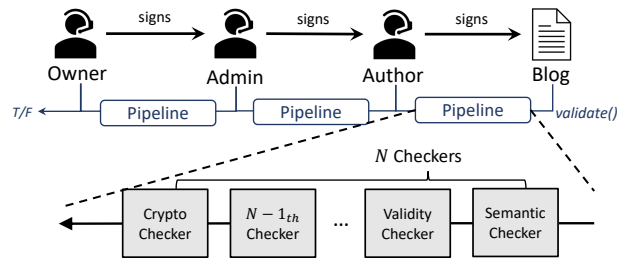 signs signs signs
Owner Admin Author Blog
T/F Pipeline Pipeline Pipeline validate()
N Checkers
Crypto Checker
N − 1th Checker
...
Validity Checker
Semantic Checker